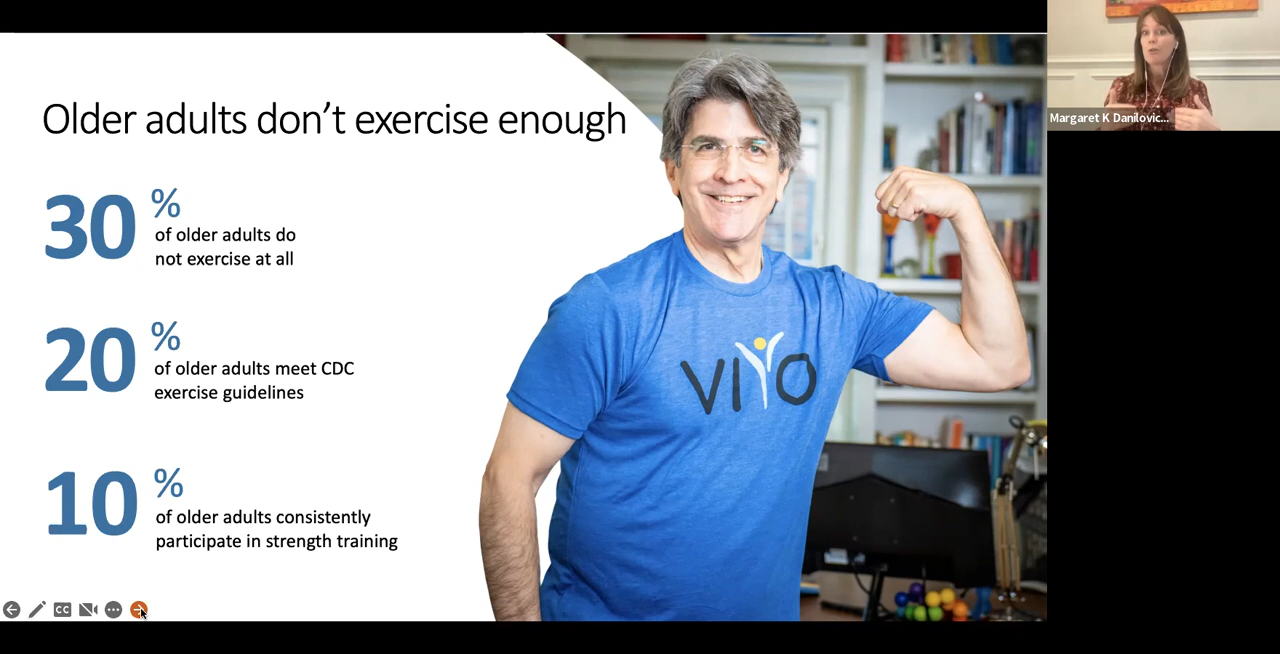 Older adults don't exercise enough
30 %
of older adults do
not exercise at all
20 %
of older adults meet CDC
exercise guidelines
10 %
of older adults consistently
participate in strength training
VIVO
CC
Margaret K Danilovic...